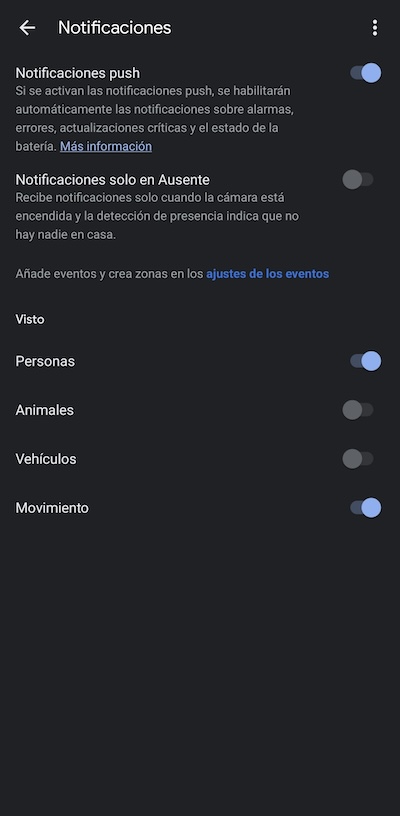 Notificaciones
Notificaciones push
Si se activan las notificaciones push, se habilitarán
automáticamente las notificaciones sobre alarmas,
errores, actualizaciones críticas y el estado de la
batería. Más información
Notificaciones solo en Ausente
Recibe notificaciones solo cuando la cámara está
encendida y la detección de presencia indica que no
hay nadie en casa.
Añade eventos y crea zonas en los ajustes de los eventos
Visto
Personas
Animales
Vehículos
Movimiento